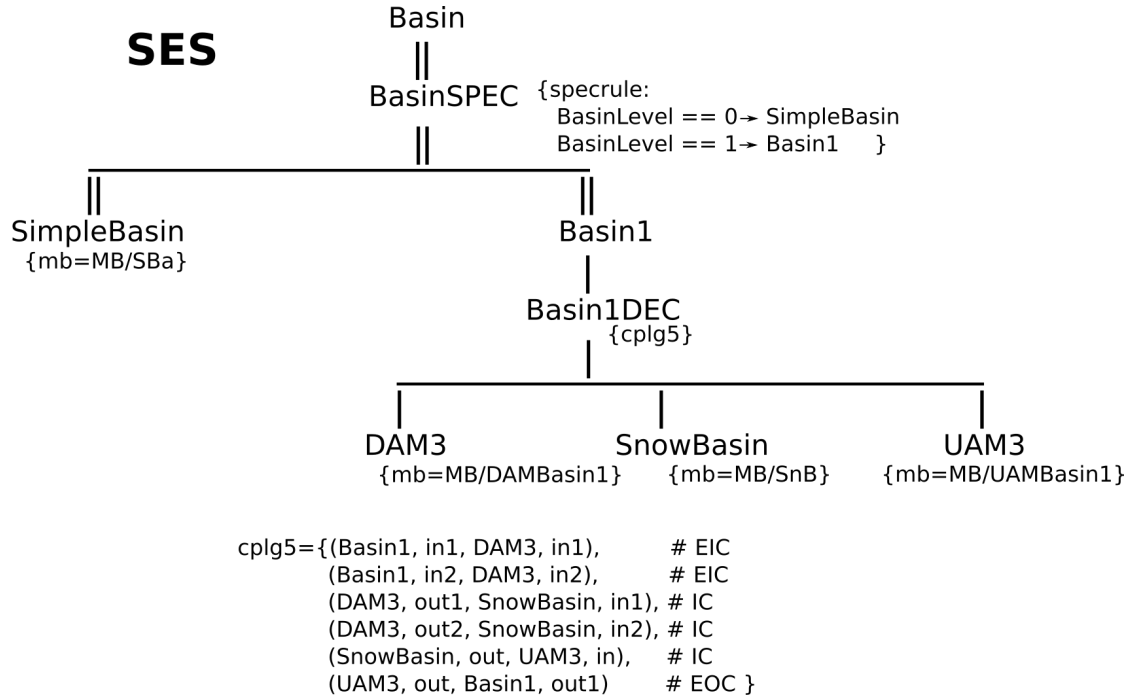 SES
Basin
BasinSPEC
{specrule:
BasinLevel == 0→ SimpleBasin
BasinLevel == 1→ Basin1 }
SimpleBasin
{mb=MB/SBa}
Basin1
Basin1DEC
{cplg5}
DAM3
{mb=MB/DAMBasin1}
SnowBasin
{mb=MB/SnB}
UAM3
{mb=MB/UAMBasin1}
cplg5={(Basin1, in1, DAM3, in1), # EIC
(Basin1, in2, DAM3, in2), # EIC
(DAM3, out1, SnowBasin, in1), # IC
(DAM3, out2, SnowBasin, in2), # IC
(SnowBasin, out, UAM3, in), # IC
(UAM3, out, Basin1, out1) # EOC }